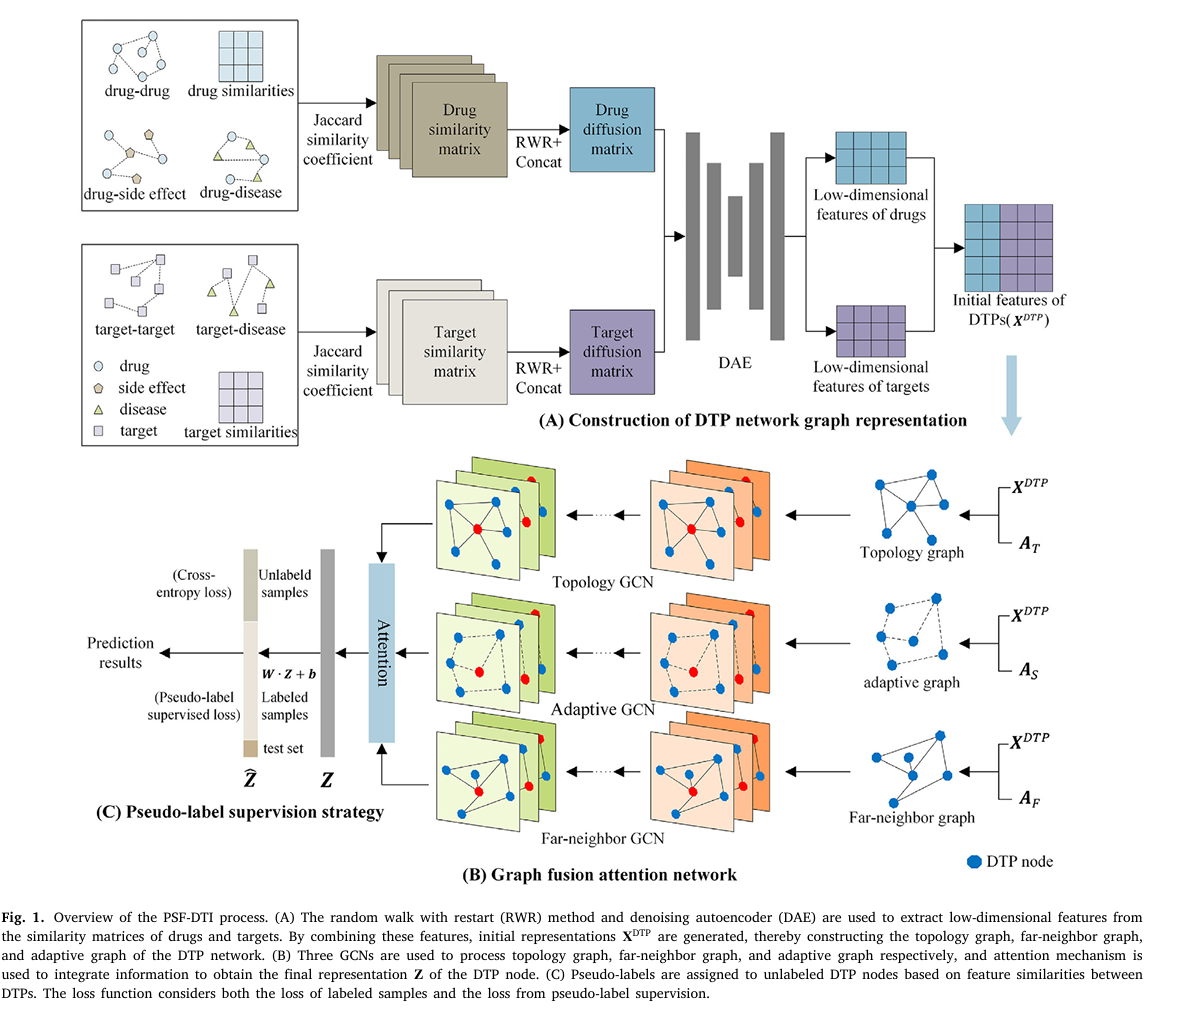 drug-drug
drug similarities
drug-side effect
drug-disease
Jaccard
similarity
coefficient
Drug
similarity
matrix
RWR+
Concat
Drug
diffusion
matrix
target-target
target-disease
drug
side effect
disease
target
target similarities
Jaccard
similarity
coefficient
Target
similarity
matrix
RWR+
Concat
Target
diffusion
matrix
DAE
Low-dimensional
features of drugs
Low-dimensional
features of targets
Initial features of
DTPs(X^DTP)
(A) Construction of DTP network graph representation
X^DTP
A_T
Topology graph
Topology GCN
X^DTP
A_S
adaptive graph
Adaptive GCN
X^DTP
A_F
Far-neighbor graph
Far-neighbor GCN
DTP node
(B) Graph fusion attention network
Attention
(Cross-
entropy loss)
Unlabeld
samples
Prediction
results
W · Z + b
(Pseudo-label
supervised loss)
Labeled
samples
test set
Ẑ
Z
(C) Pseudo-label supervision strategy
Fig. 1. Overview of the PSF-DTI process. (A) The random walk with restart (RWR) method and denoising autoencoder (DAE) are used to extract low-dimensional features from
the similarity matrices of drugs and targets. By combining these features, initial representations X^DTP are generated, thereby constructing the topology graph, far-neighbor graph,
and adaptive graph of the DTP network. (B) Three GCNs are used to process topology graph, far-neighbor graph, and adaptive graph respectively, and attention mechanism is
used to integrate information to obtain the final representation Z of the DTP node. (C) Pseudo-labels are assigned to unlabeled DTP nodes based on feature similarities between
DTPs. The loss function considers both the loss of labeled samples and the loss from pseudo-label supervision.